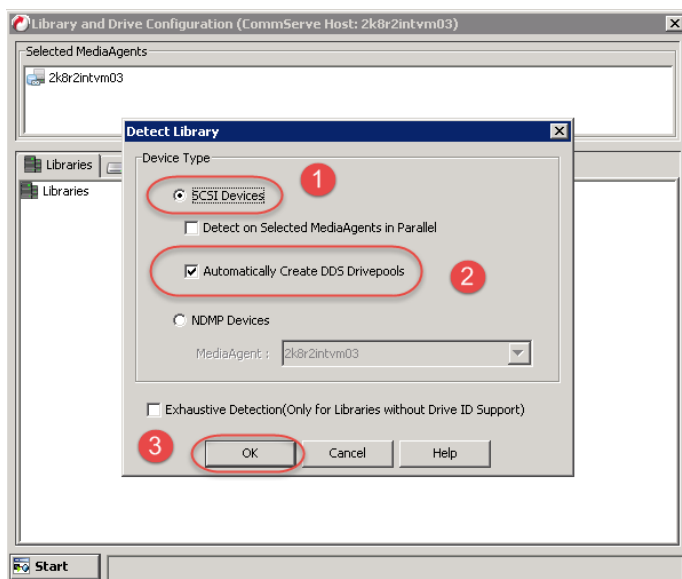 Library and Drive Configuration (CommServe Host: 2k8r2intvm03)
Selected MediaAgents
2k8r2intvm03
Detect Library
Device Type
SCSI Devices
1
Detect on Selected MediaAgents in Parallel
Automatically Create DDS Drivepools
2
NDMP Devices
MediaAgent :
2k8r2intvm03
Exhaustive Detection(Only for Libraries without Drive ID Support)
3
OK
Cancel
Help
Libraries
Libraries
Start